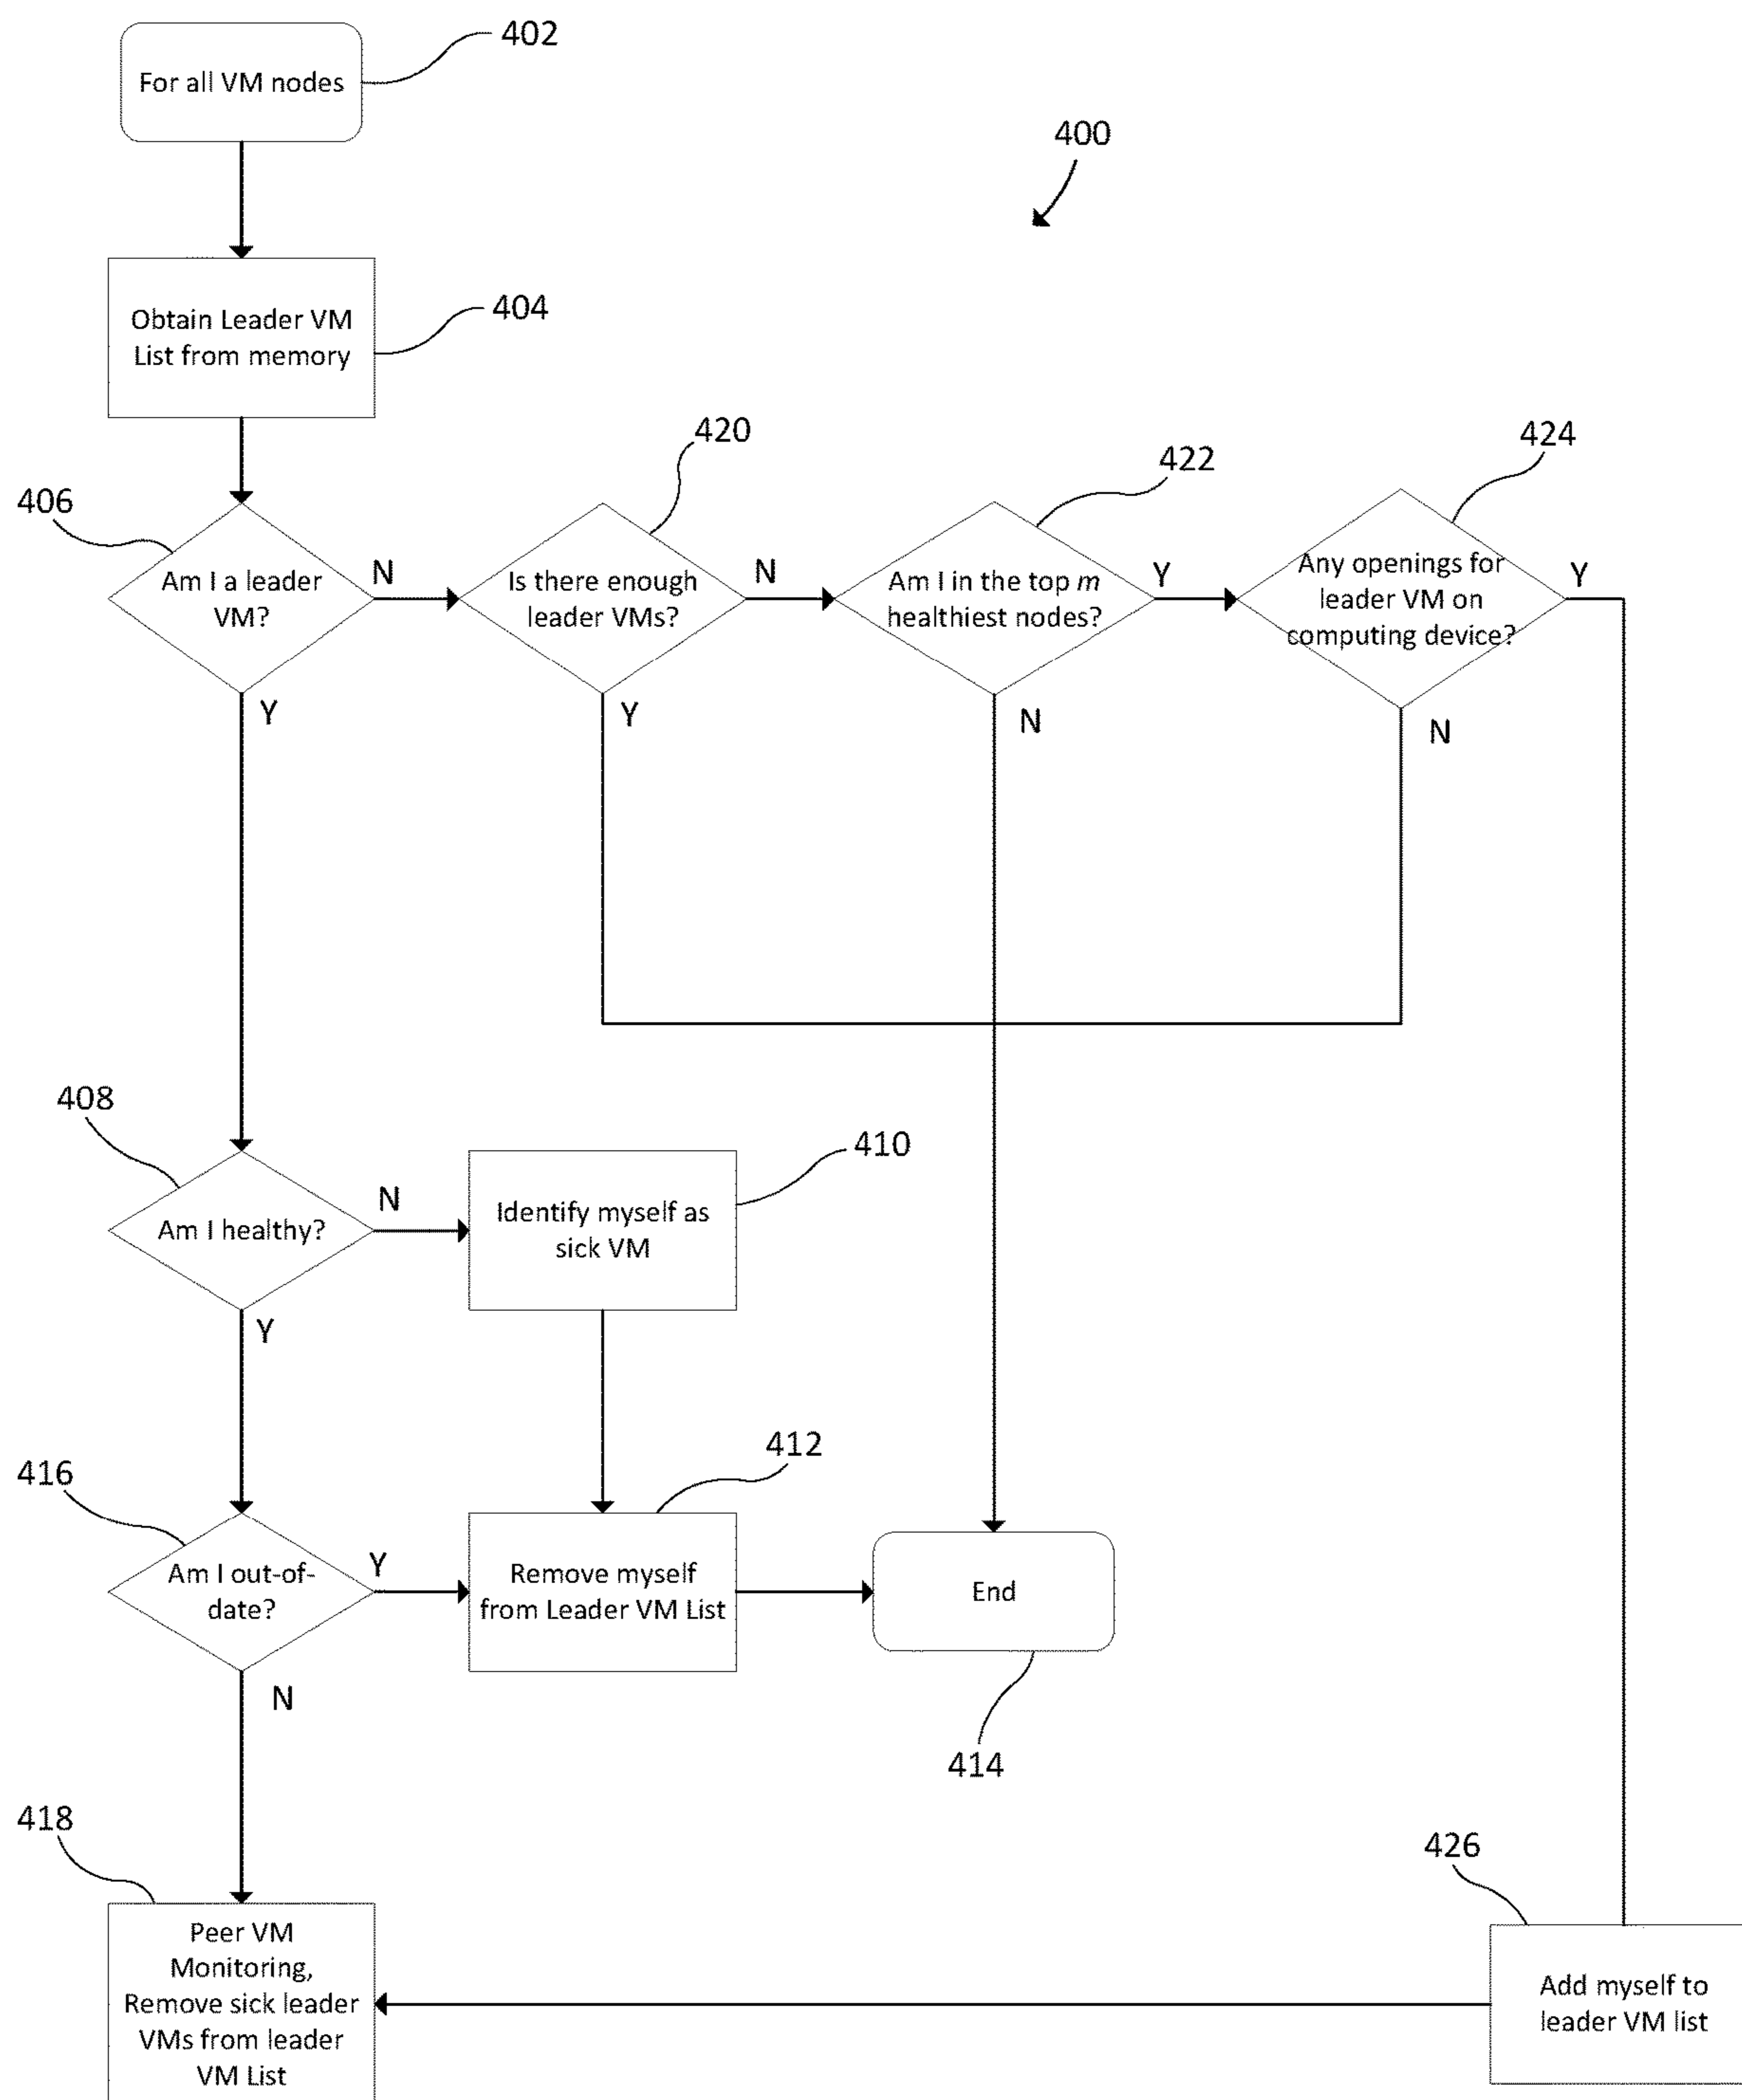 402
For all VM nodes
400
Obtain Leader VM
List from memory
404
406
Am I a leader
VM?
N
Y
420
Is there enough
leader VMs?
N
Y
422
Am I in the top m
healthiest nodes?
Y
N
424
Any openings for
leader VM on
computing device?
Y
N
408
Am I healthy?
N
Y
410
Identify myself as
sick VM
416
Am I out-of-
date?
Y
N
412
Remove myself
from Leader VM List
End
414
418
Peer VM
Monitoring,
Remove sick leader
VMs from leader
VM List
426
Add myself to
leader VM list